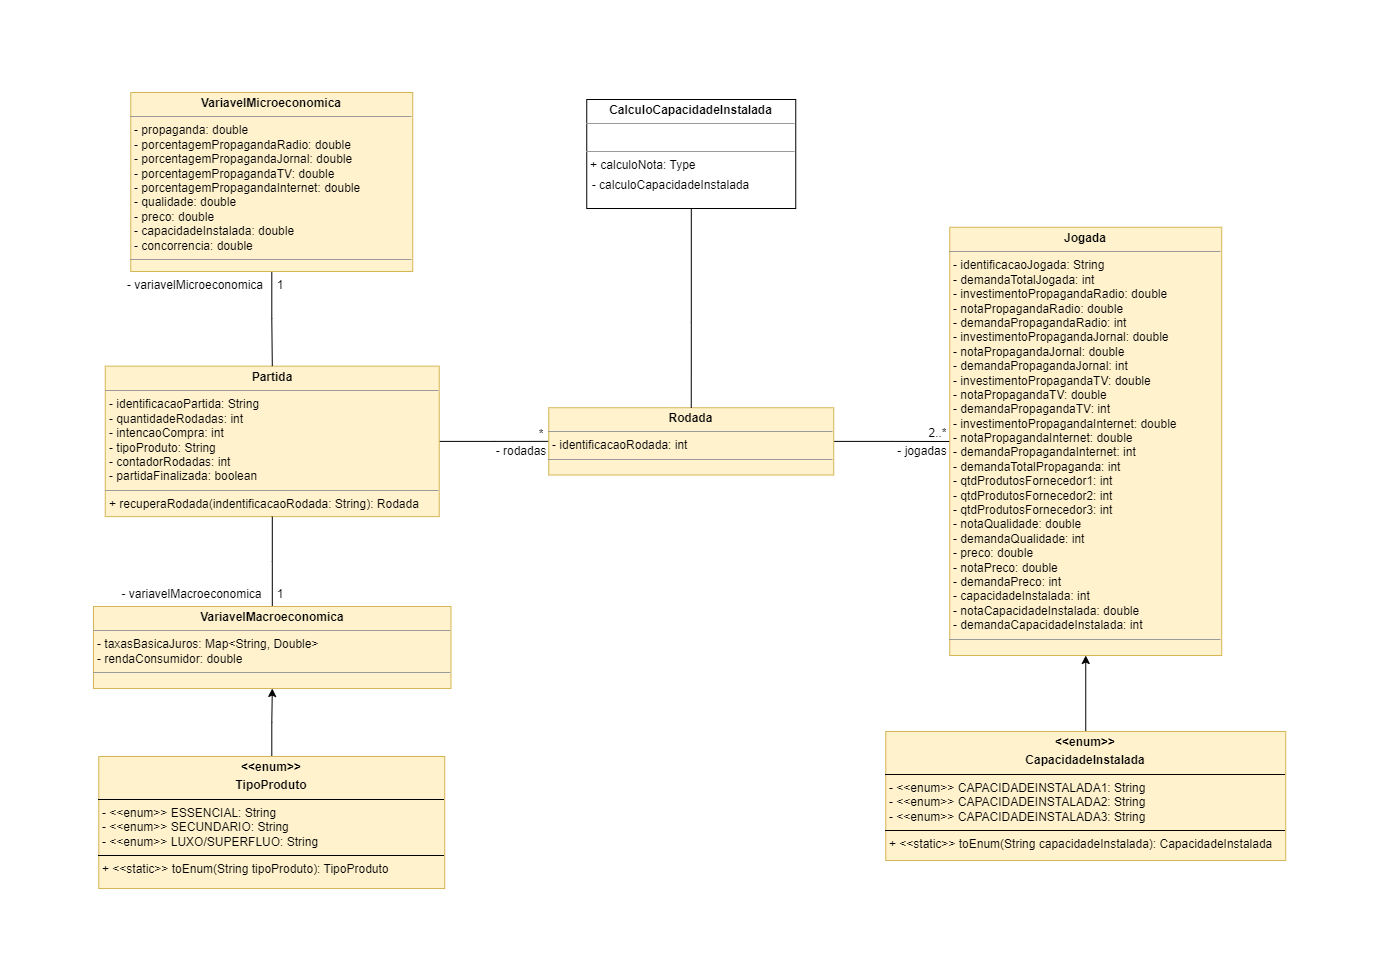 VariavelMicroeconomica
- propaganda: double
- porcentagemPropagandaRadio: double
- porcentagemPropagandaJornal: double
- porcentagemPropagandaTV: double
- porcentagemPropagandaInternet: double
- qualidade: double
- preco: double
- capacidadeInstalada: double
- concorrencia: double
- variavelMicroeconomica
1
Partida
- identificacaoPartida: String
- quantidadeRodadas: int
- intencaoCompra: int
- tipoProduto: String
- contadorRodadas: int
- partidaFinalizada: boolean
+ recuperaRodada(indentificacaoRodada: String): Rodada
- variavelMacroeconomica
1
VariavelMacroeconomica
- taxasBasicaJuros: Map<String, Double>
- rendaConsumidor: double
<<enum>>
TipoProduto
- <<enum>> ESSENCIAL: String
- <<enum>> SECUNDARIO: String
- <<enum>> LUXO/SUPERFLUO: String
+ <<static>> toEnum(String tipoProduto): TipoProduto
CalculoCapacidadeInstalada
+ calculoNota: Type
- calculoCapacidadeInstalada
*
- rodadas
Rodada
- identificacaoRodada: int
2..*
- jogadas
Jogada
- identificacaoJogada: String
- demandaTotalJogada: int
- investimentoPropagandaRadio: double
- notaPropagandaRadio: double
- demandaPropagandaRadio: int
- investimentoPropagandaJornal: double
- notaPropagandaJornal: double
- demandaPropagandaJornal: int
- investimentoPropagandaTV: double
- notaPropagandaTV: double
- demandaPropagandaTV: int
- investimentoPropagandaInternet: double
- notaPropagandaInternet: double
- demandaPropagandaInternet: int
- demandaTotalPropaganda: int
- qtdProdutosFornecedor1: int
- qtdProdutosFornecedor2: int
- qtdProdutosFornecedor3: int
- notaQualidade: double
- demandaQualidade: int
- preco: double
- notaPreco: double
- demandaPreco: int
- capacidadeInstalada: int
- notaCapacidadeInstalada: double
- demandaCapacidadeInstalada: int
<<enum>>
CapacidadeInstalada
- <<enum>> CAPACIDADEINSTALADA1: String
- <<enum>> CAPACIDADEINSTALADA2: String
- <<enum>> CAPACIDADEINSTALADA3: String
+ <<static>> toEnum(String capacidadeInstalada): CapacidadeInstalada